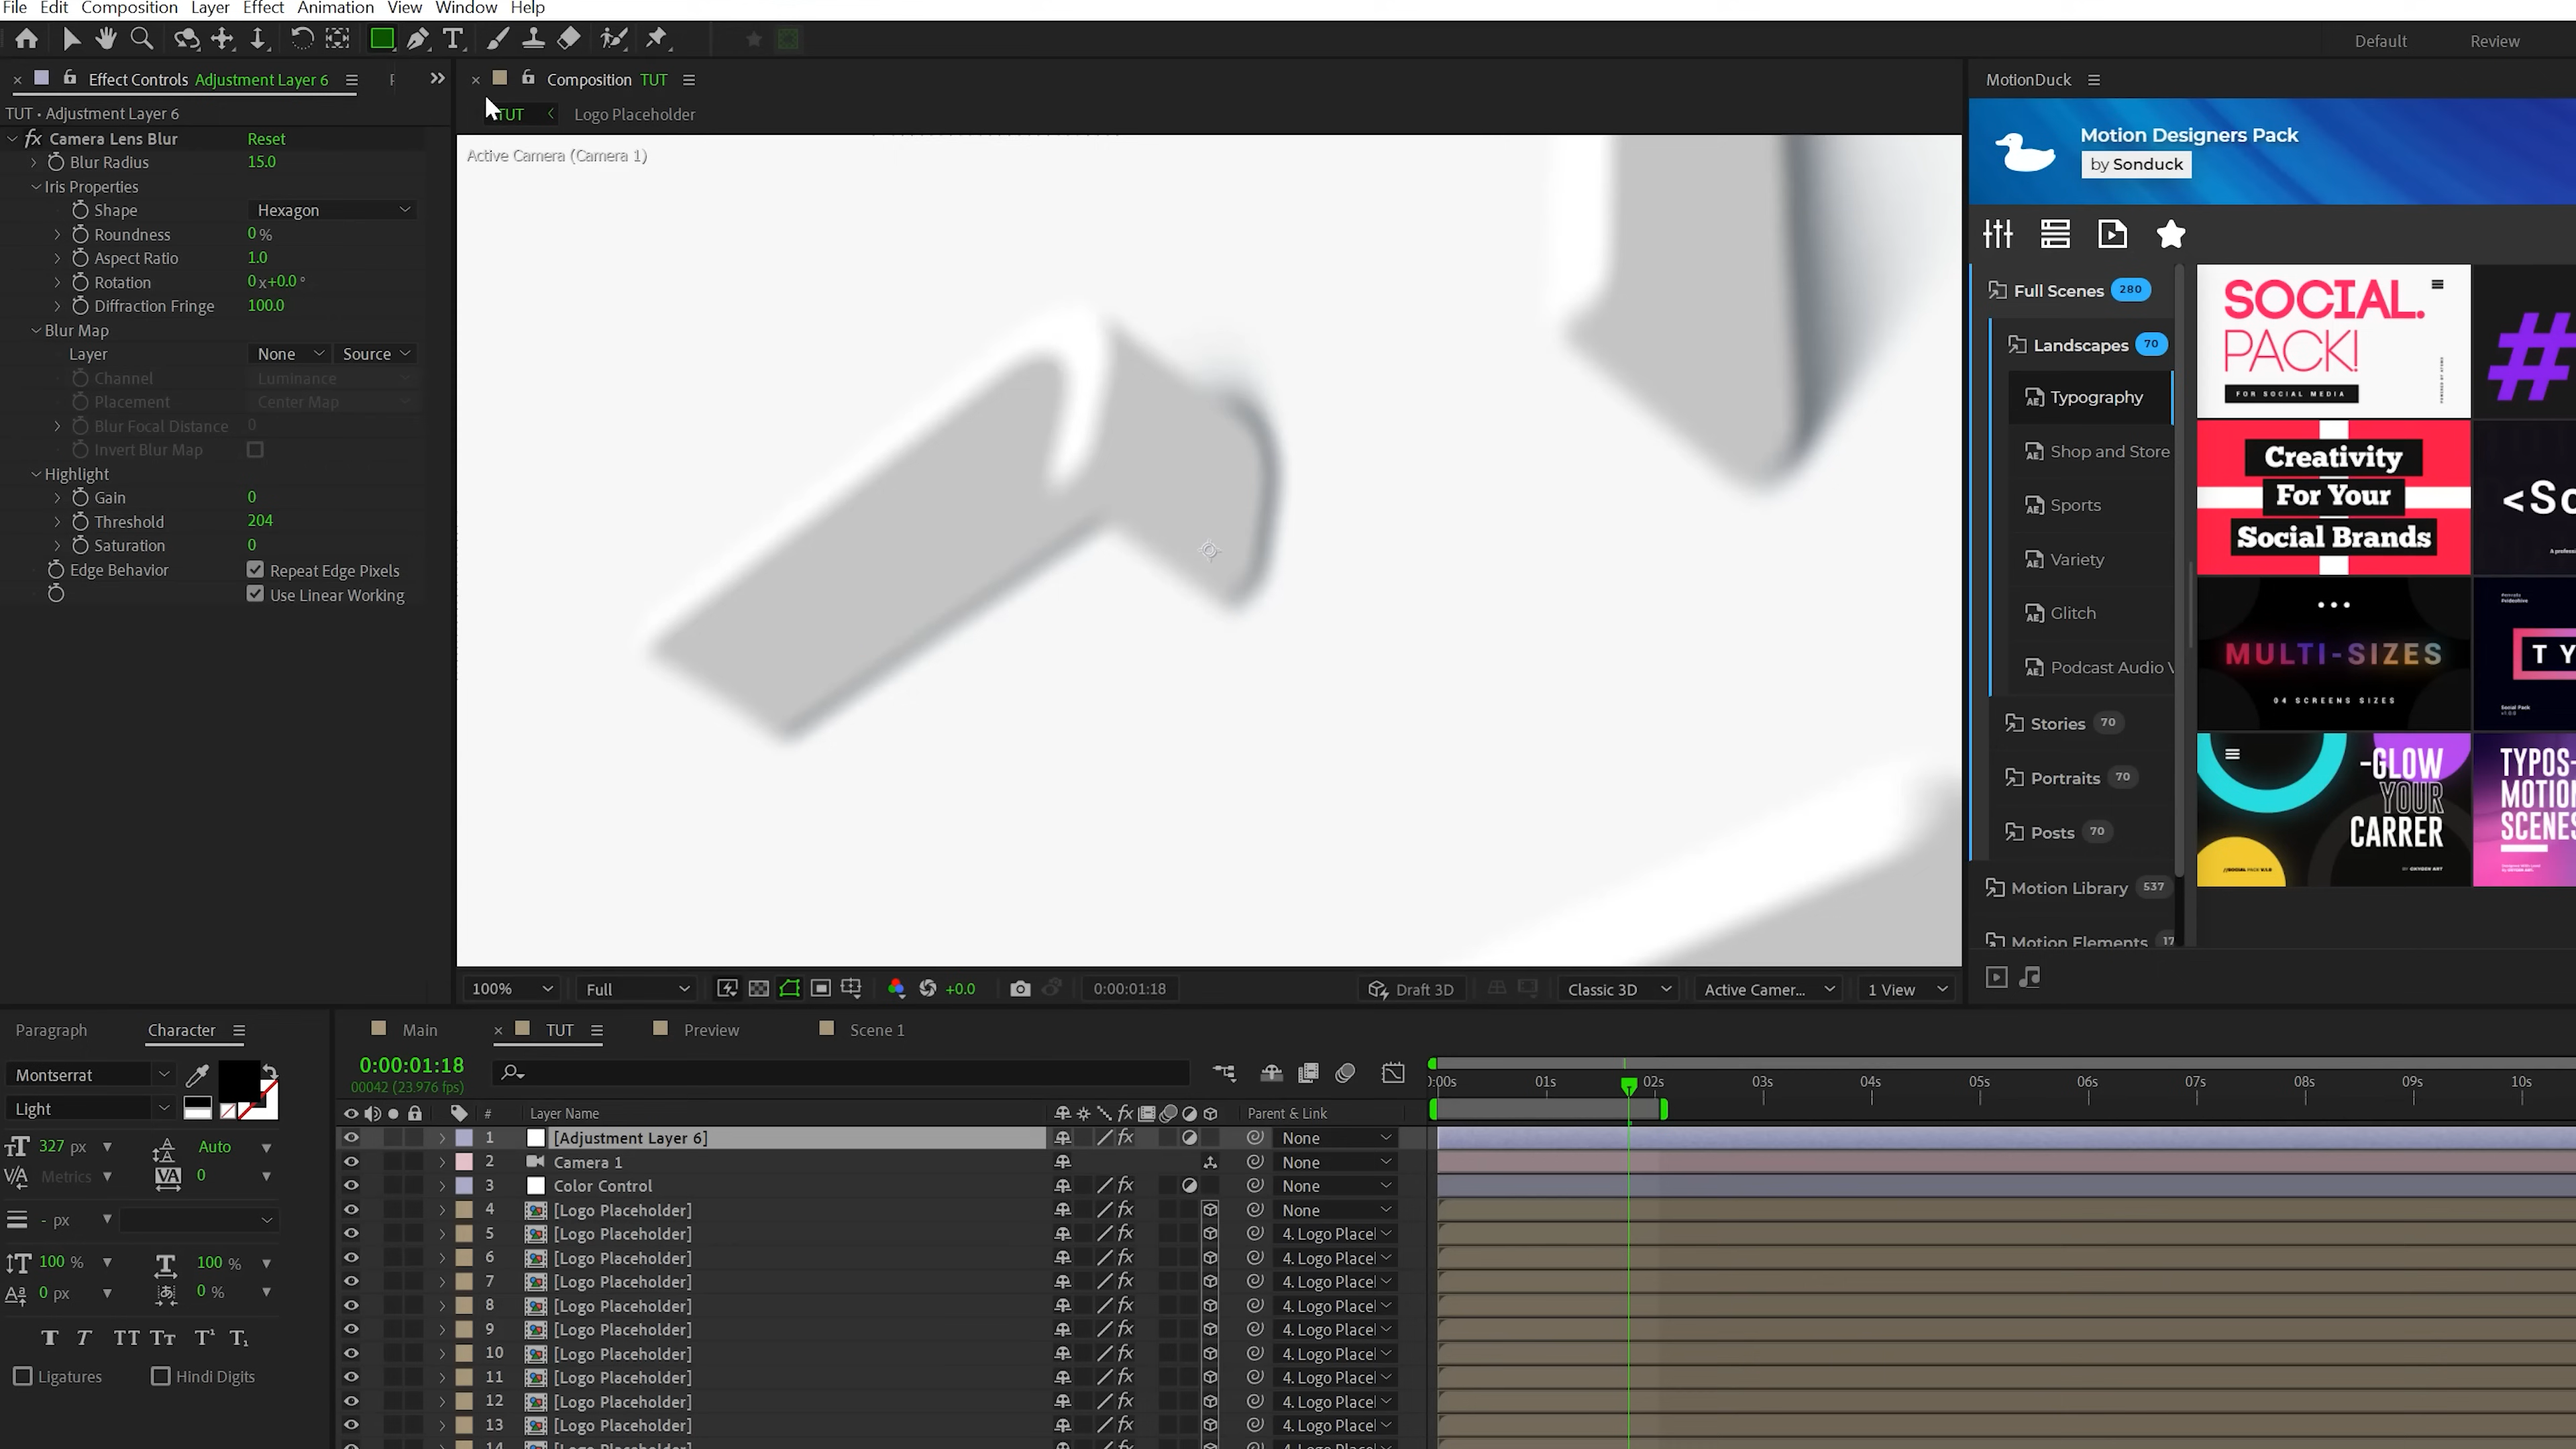 File Edit Composition Layer Effect Animation View Window Help
Default Review
Effect Controls Adjustment Layer 6
Composition TUT
MotionDuck
TUT • Adjustment Layer 6
TUT Logo Placeholder
fx Camera Lens Blur Reset
Blur Radius 15.0
Iris Properties
Shape Hexagon
Roundness 0 %
Aspect Ratio 1.0
Rotation 0 x+0.0 °
Diffraction Fringe 100.0
Blur Map
Layer None Source
Channel Luminance
Placement Center Map
Blur Focal Distance 0
Invert Blur Map
Highlight
Gain 0
Threshold 204
Saturation 0
Edge Behavior Repeat Edge Pixels
Use Linear Working
Active Camera (Camera 1)
Motion Designers Pack
by Sonduck
Full Scenes 280
Landscapes 70
Typography
Shop and Store
Sports
Variety
Glitch
Podcast Audio V
Stories 70
Portraits 70
Posts 70
Motion Library 537
Motion Elements 17
SOCIAL.
PACK!
FOR SOCIAL MEDIA
#
Creativity
For Your
Social Brands
<Sc
MULTI-SIZES
04 SCREENS SIZES
TY
-GLOW
YOUR
CARRER
TYPOS-
MOTION
SCENES
100% Full +0.0 0:00:01:18 Draft 3D Classic 3D Active Camer... 1 View
Paragraph Character
Main TUT Preview Scene 1
Montserrat
Light
327 px Auto
Metrics 0
- px
100 % 100 %
0 px 0 %
T T TT Tt T¹ T₁
Ligatures Hindi Digits
0:00:01:18
00042 (23.976 fps)
:00s 01s 02s 03s 04s 05s 06s 07s 08s 09s 10s
# Layer Name Parent & Link
1 [Adjustment Layer 6] None
2 Camera 1 None
3 Color Control None
4 [Logo Placeholder] None
5 [Logo Placeholder] 4. Logo Placel
6 [Logo Placeholder] 4. Logo Placel
7 [Logo Placeholder] 4. Logo Placel
8 [Logo Placeholder] 4. Logo Placel
9 [Logo Placeholder] 4. Logo Placel
10 [Logo Placeholder] 4. Logo Placel
11 [Logo Placeholder] 4. Logo Placel
12 [Logo Placeholder] 4. Logo Placel
13 [Logo Placeholder] 4. Logo Placel